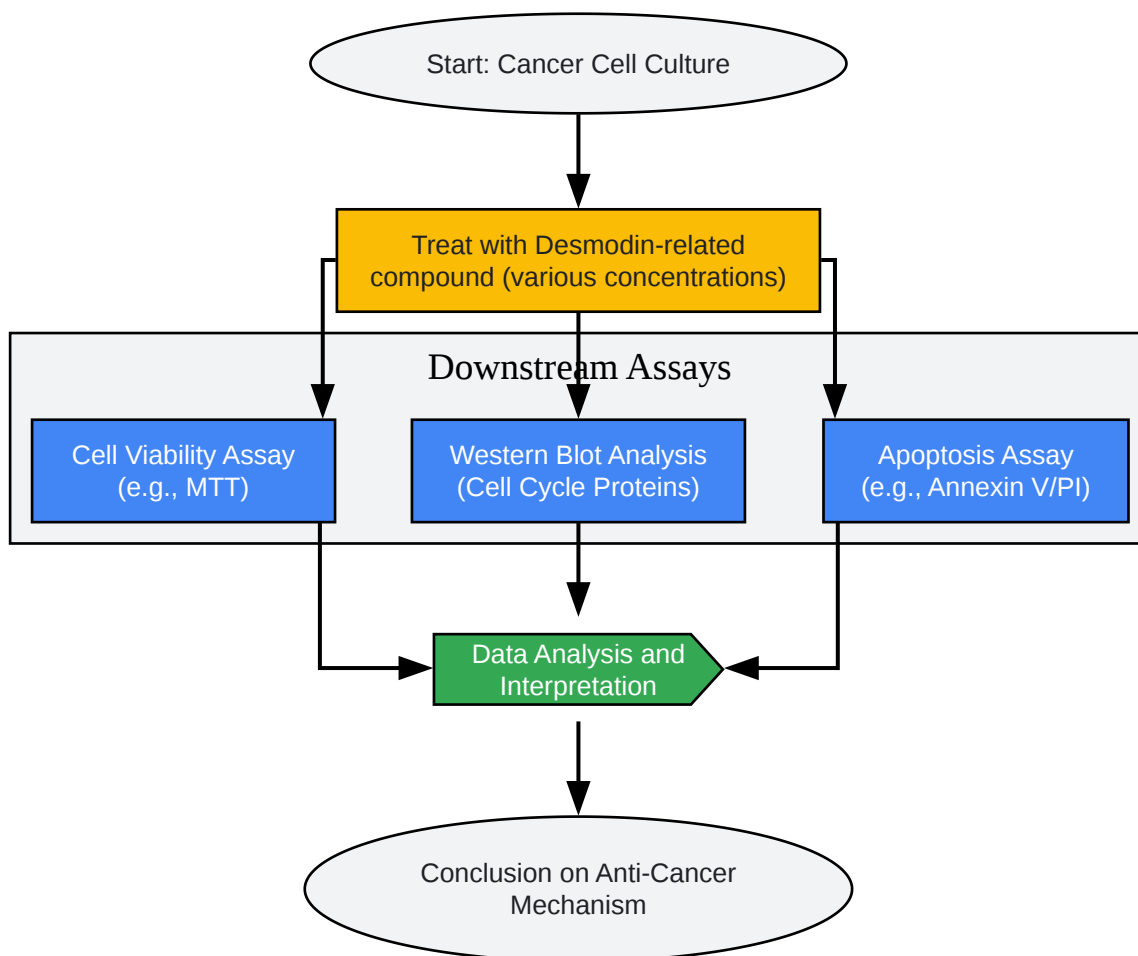 Start: Cancer Cell Culture
Treat with Desmodin-related
compound (various concentrations)
Downstream Assays
Cell Viability Assay
(e.g., MTT)
Western Blot Analysis
(Cell Cycle Proteins)
Apoptosis Assay
(e.g., Annexin V/PI)
Data Analysis and
Interpretation
Conclusion on Anti-Cancer
Mechanism